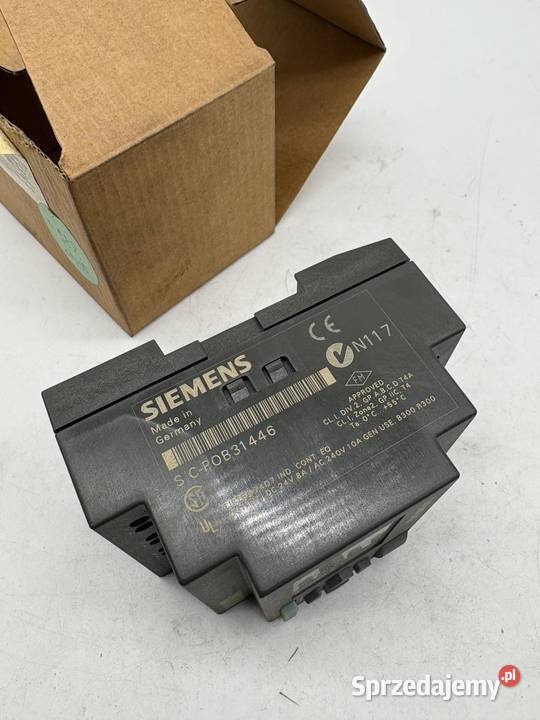 SIEMENS
Made in
Germany
S C-POB31446
CE
N117
FM
APPROVED
CL I, DIV.2, GP A,B,C,D T4A
CL I, Zone2, GP IIC, T4
Ta: 0°C...+55°C
IND. CONT. EQ
DC 24V 8A / AC 240V 10A GEN USE, B300 R300
Sprzedajemy.pl